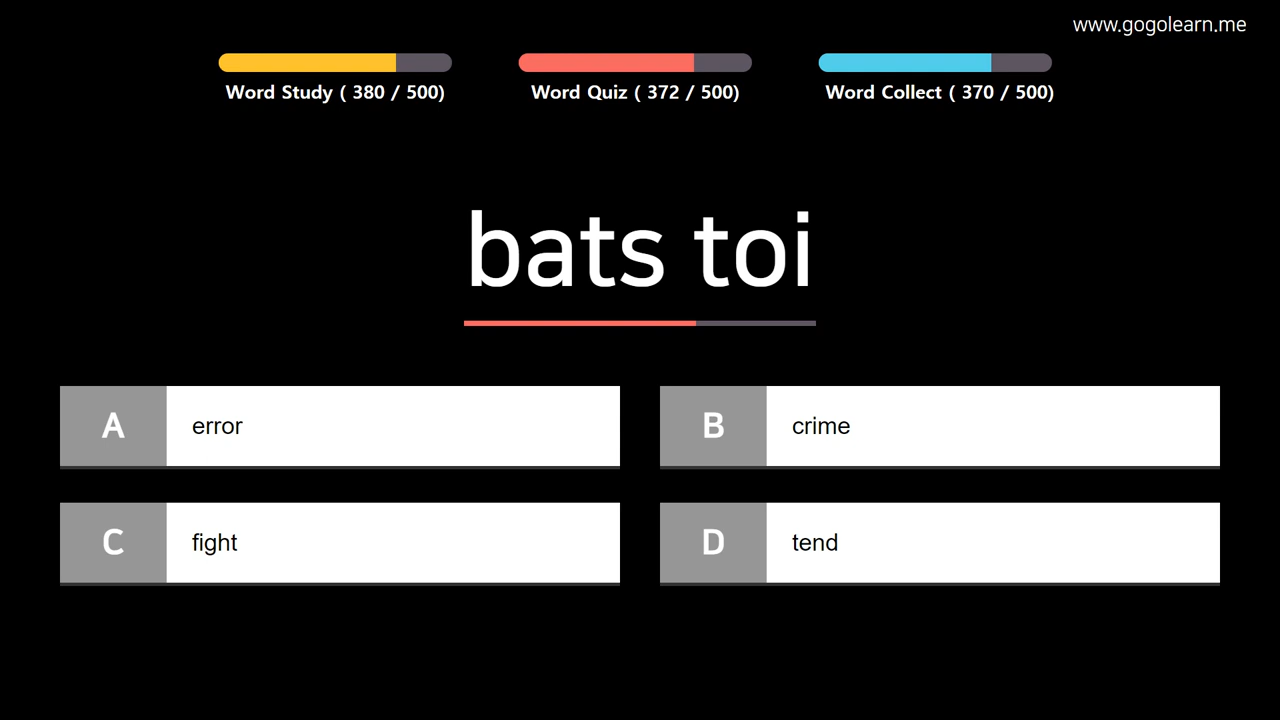 www.gogolearn.me
Word Study ( 380 / 500)
Word Quiz ( 372 / 500)
Word Collect ( 370 / 500)
bats toi
A error
B crime
C fight
D tend